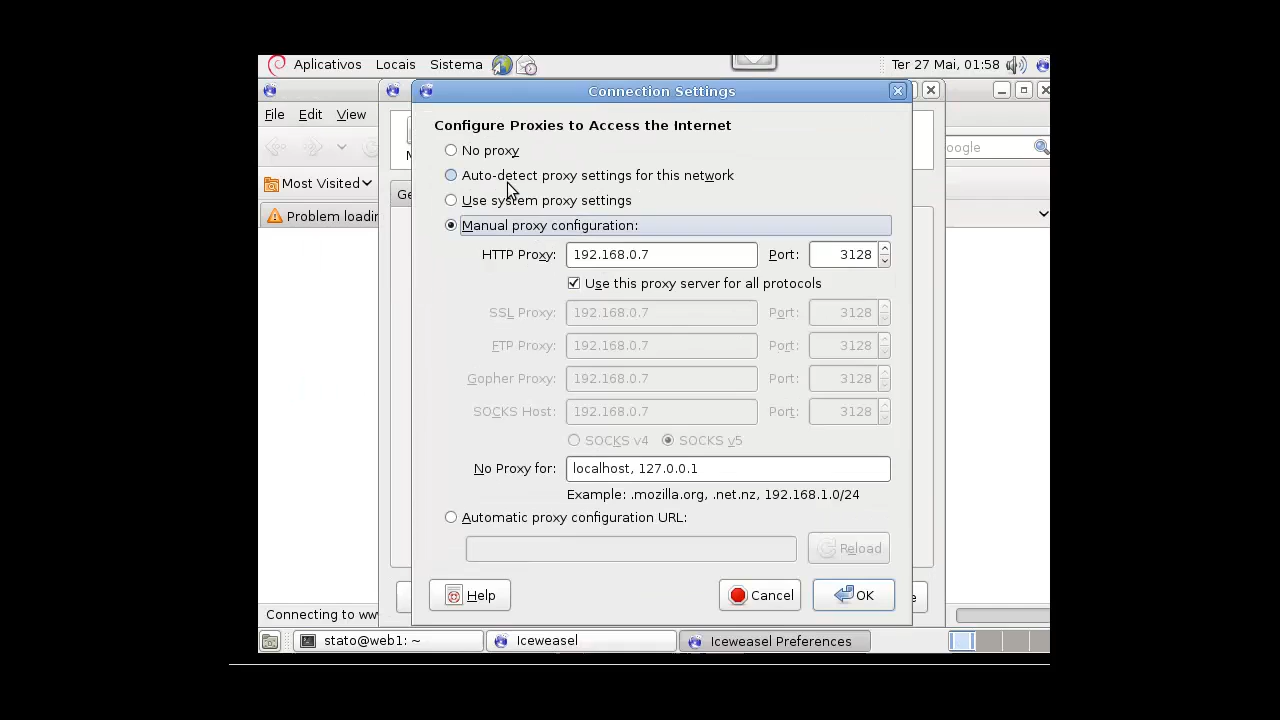 Aplicativos Locais Sistema Ter 27 Mai, 01:58
Connection Settings
File Edit View
Configure Proxies to Access the Internet
No proxy
oogle
Auto-detect proxy settings for this network
Most Visited
Use system proxy settings
Problem loadin
Manual proxy configuration:
HTTP Proxy: 192.168.0.7 Port: 3128
Use this proxy server for all protocols
SSL Proxy: 192.168.0.7 Port: 3128
FTP Proxy: 192.168.0.7 Port: 3128
Gopher Proxy: 192.168.0.7 Port: 3128
SOCKS Host: 192.168.0.7 Port: 3128
SOCKS v4 SOCKS v5
No Proxy for: localhost, 127.0.0.1
Example: .mozilla.org, .net.nz, 192.168.1.0/24
Automatic proxy configuration URL:
Reload
Help Cancel OK
Connecting to ww
stato@web1: ~ Iceweasel Iceweasel Preferences